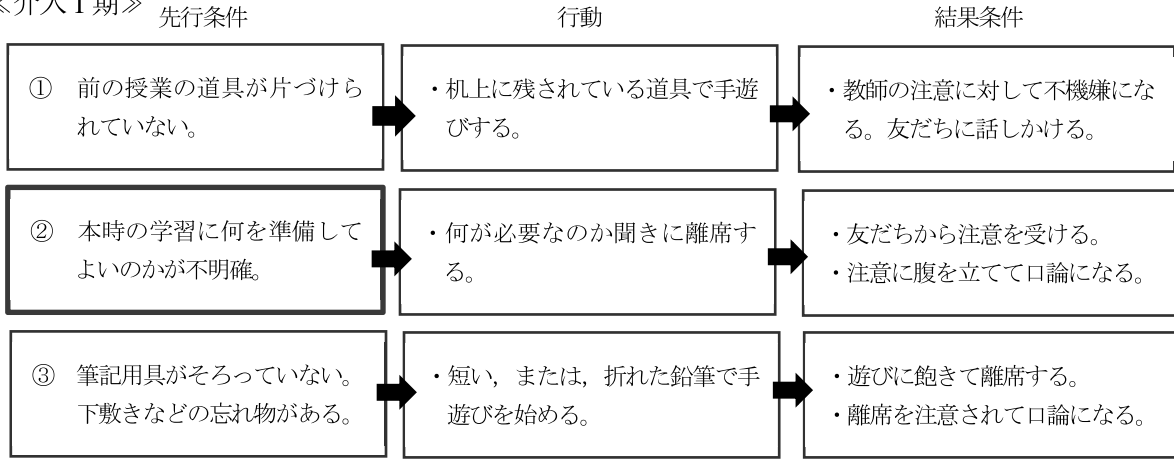 ≪介入Ⅰ期≫
先行条件
行動
結果条件
① 前の授業の道具が片づけら
れていない。
・机上に残されている道具で手遊
びする。
・教師の注意に対して不機嫌にな
る。友だちに話しかける。
② 本時の学習に何を準備して
よいのかが不明確。
・何が必要なのか聞きに離席す
る。
・友だちから注意を受ける。
・注意に腹を立てて口論になる。
③ 筆記用具がそろっていない。
下敷きなどの忘れ物がある。
・短い，または，折れた鉛筆で手
遊びを始める。
・遊びに飽きて離席する。
・離席を注意されて口論になる。